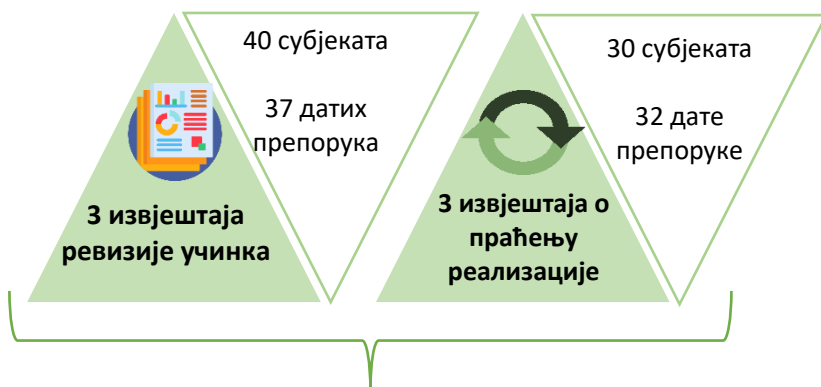 3 извјештаја
ревизије учинка
40 субјеката
37 датих
препорука
3 извјештаја о
праћењу
реализације
30 субјеката
32 дате
препоруке